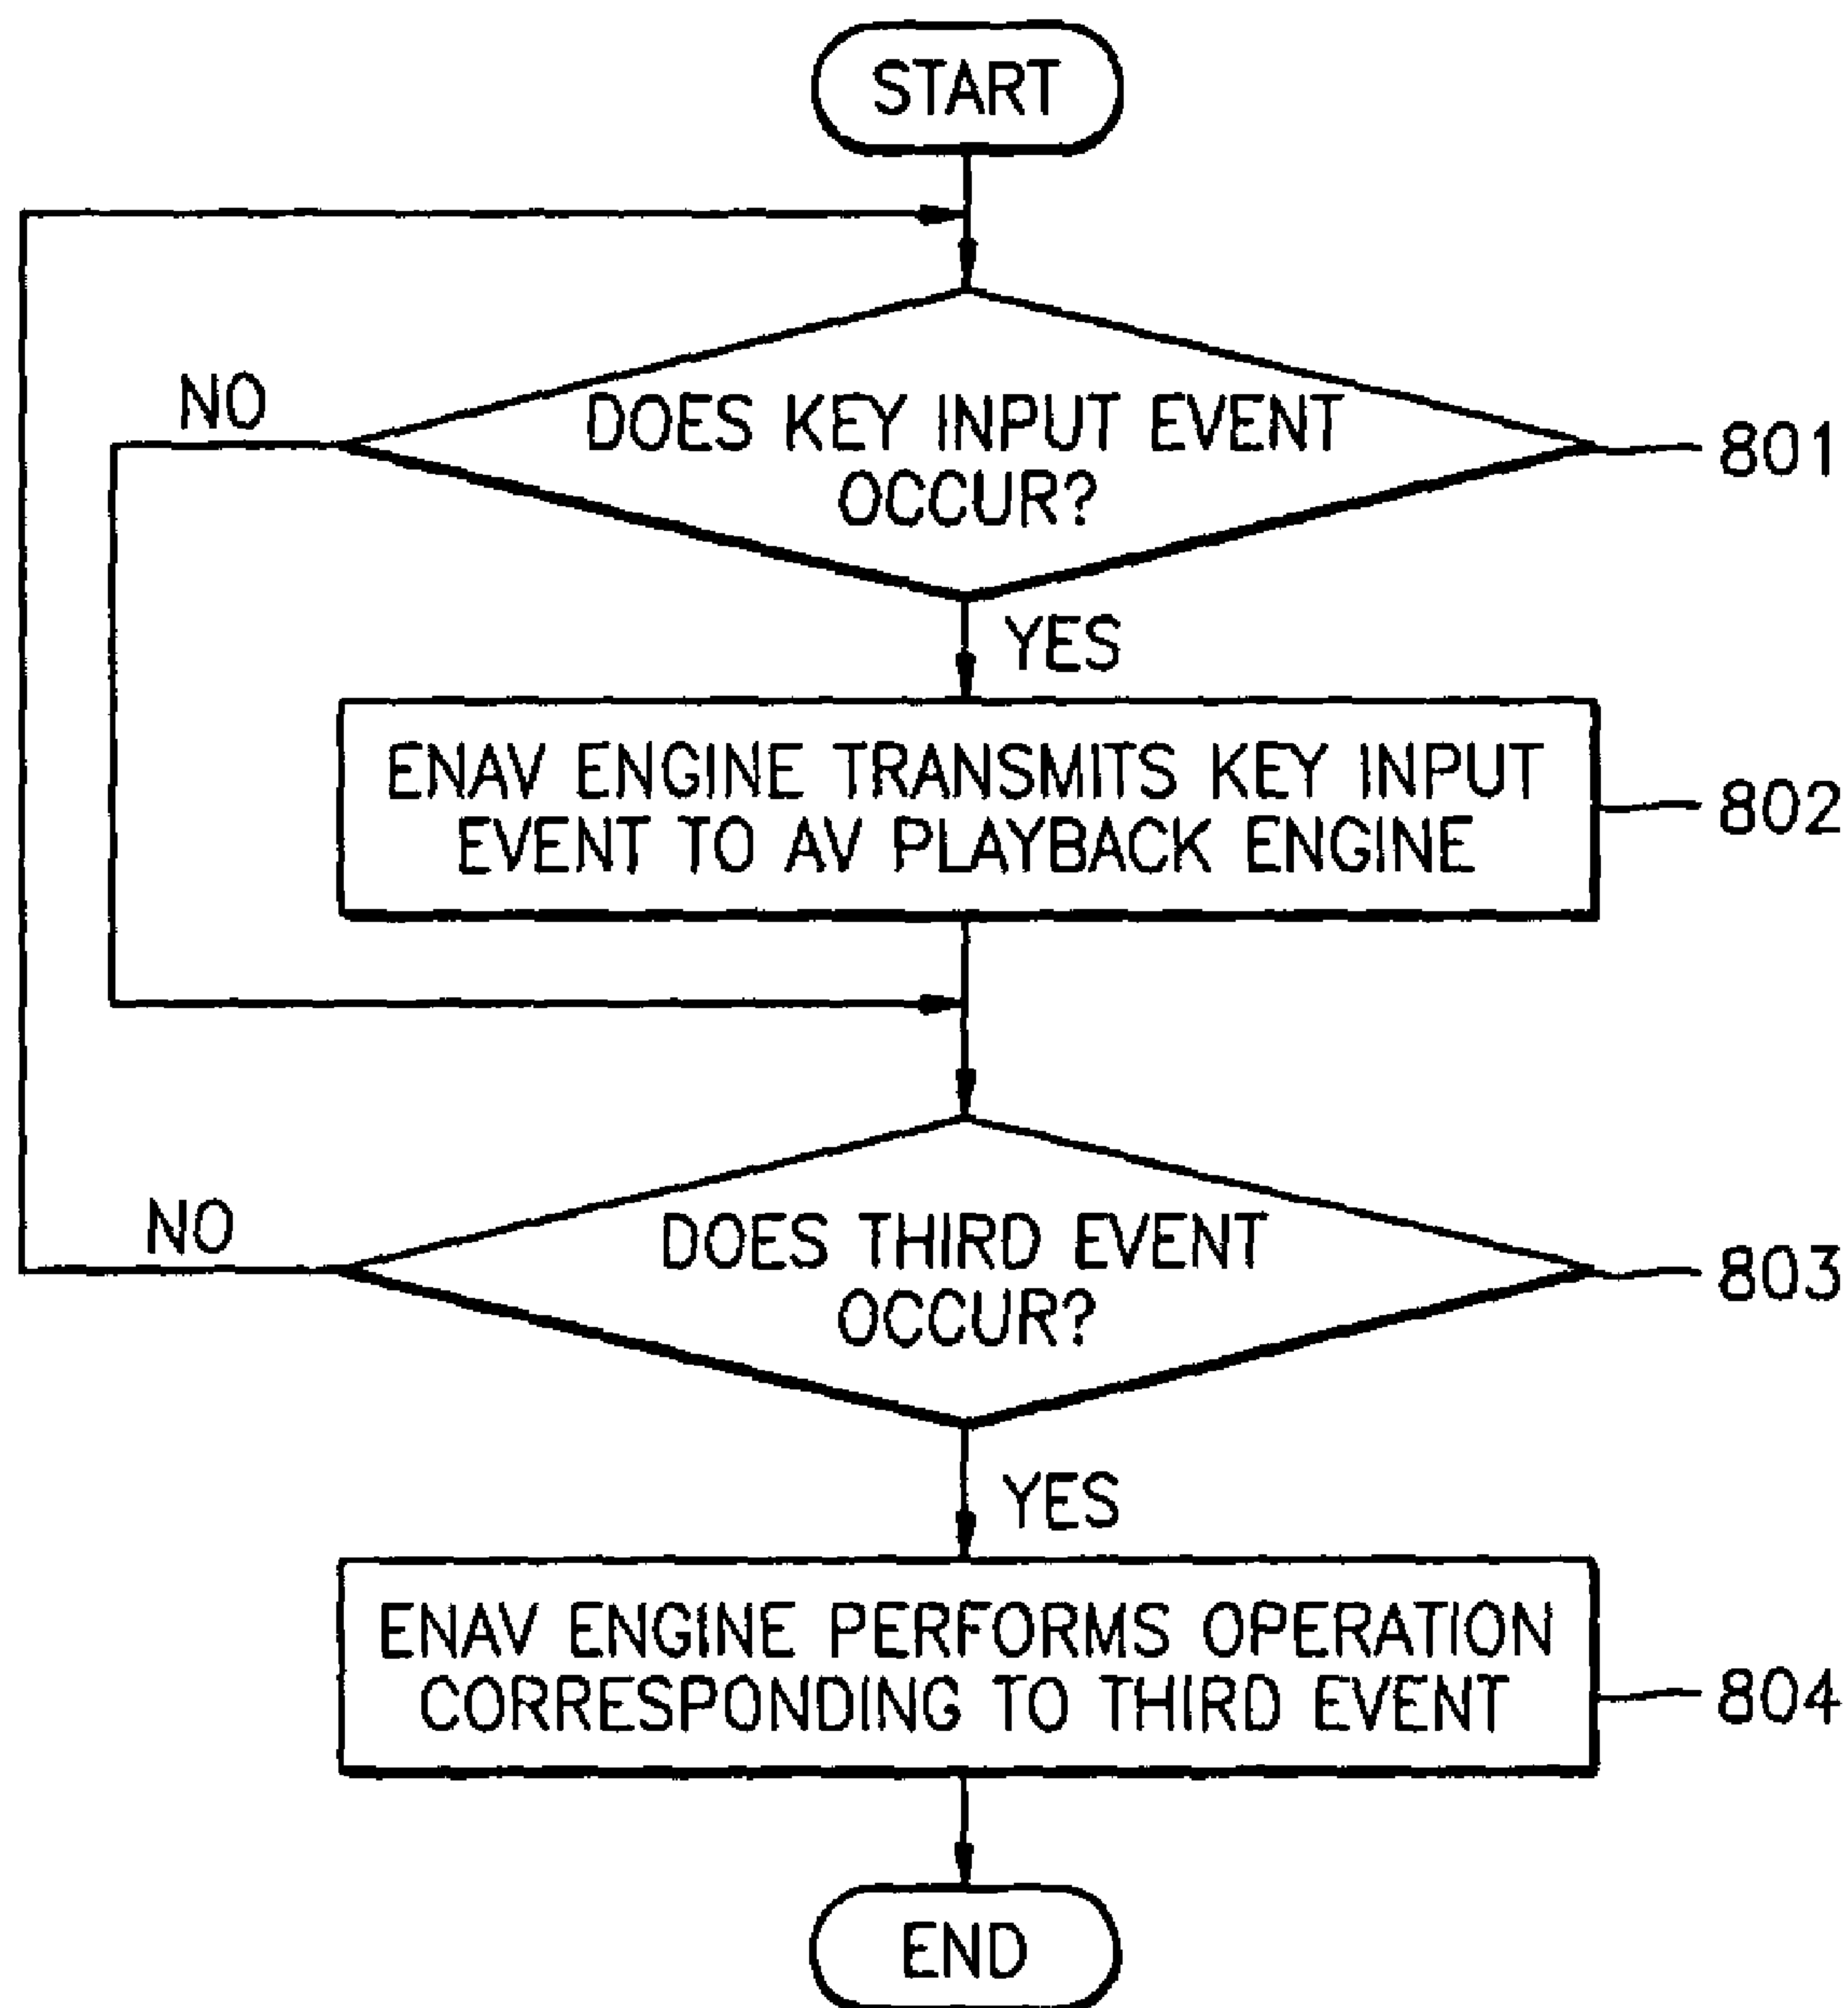 START
NO
DOES KEY INPUT EVENT
OCCUR?
801
YES
ENAV ENGINE TRANSMITS KEY INPUT
EVENT TO AV PLAYBACK ENGINE
802
NO
DOES THIRD EVENT
OCCUR?
803
YES
ENAV ENGINE PERFORMS OPERATION
CORRESPONDING TO THIRD EVENT
804
END